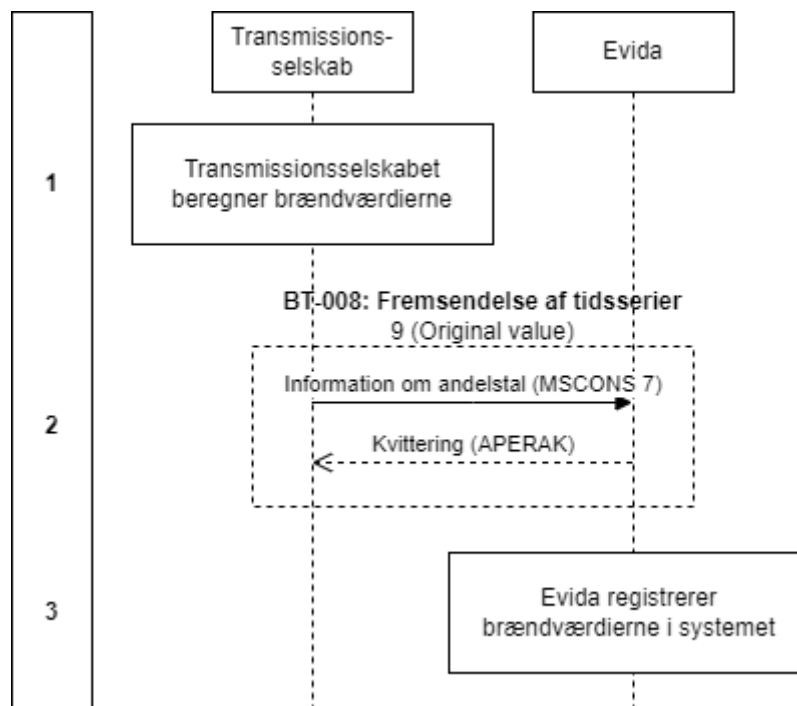 Transmissions-
selskab
Evida
1
Transmissionsselskabet
beregner brændværdierne
BT-008: Fremsendelse af tidsserier
9 (Original value)
2
Information om andelstal (MSCONS 7)
Kvittering (APERAK)
3
Evida registrerer
brændværdierne i systemet